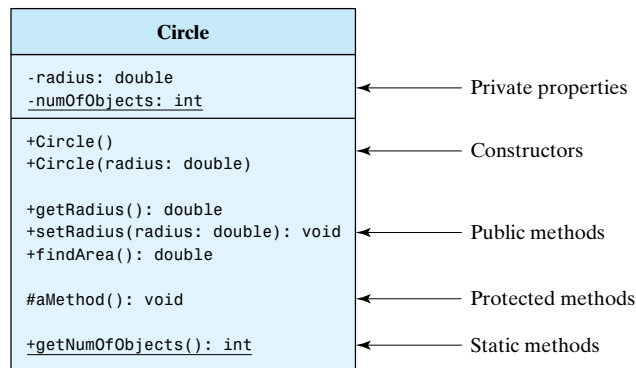 Circle
-radius: double
-numOfObjects: int
Private properties
+Circle()
+Circle(radius: double)
Constructors
+getRadius(): double
+setRadius(radius: double): void
+findArea(): double
Public methods
#aMethod(): void
Protected methods
+getNumOfObjects(): int
Static methods